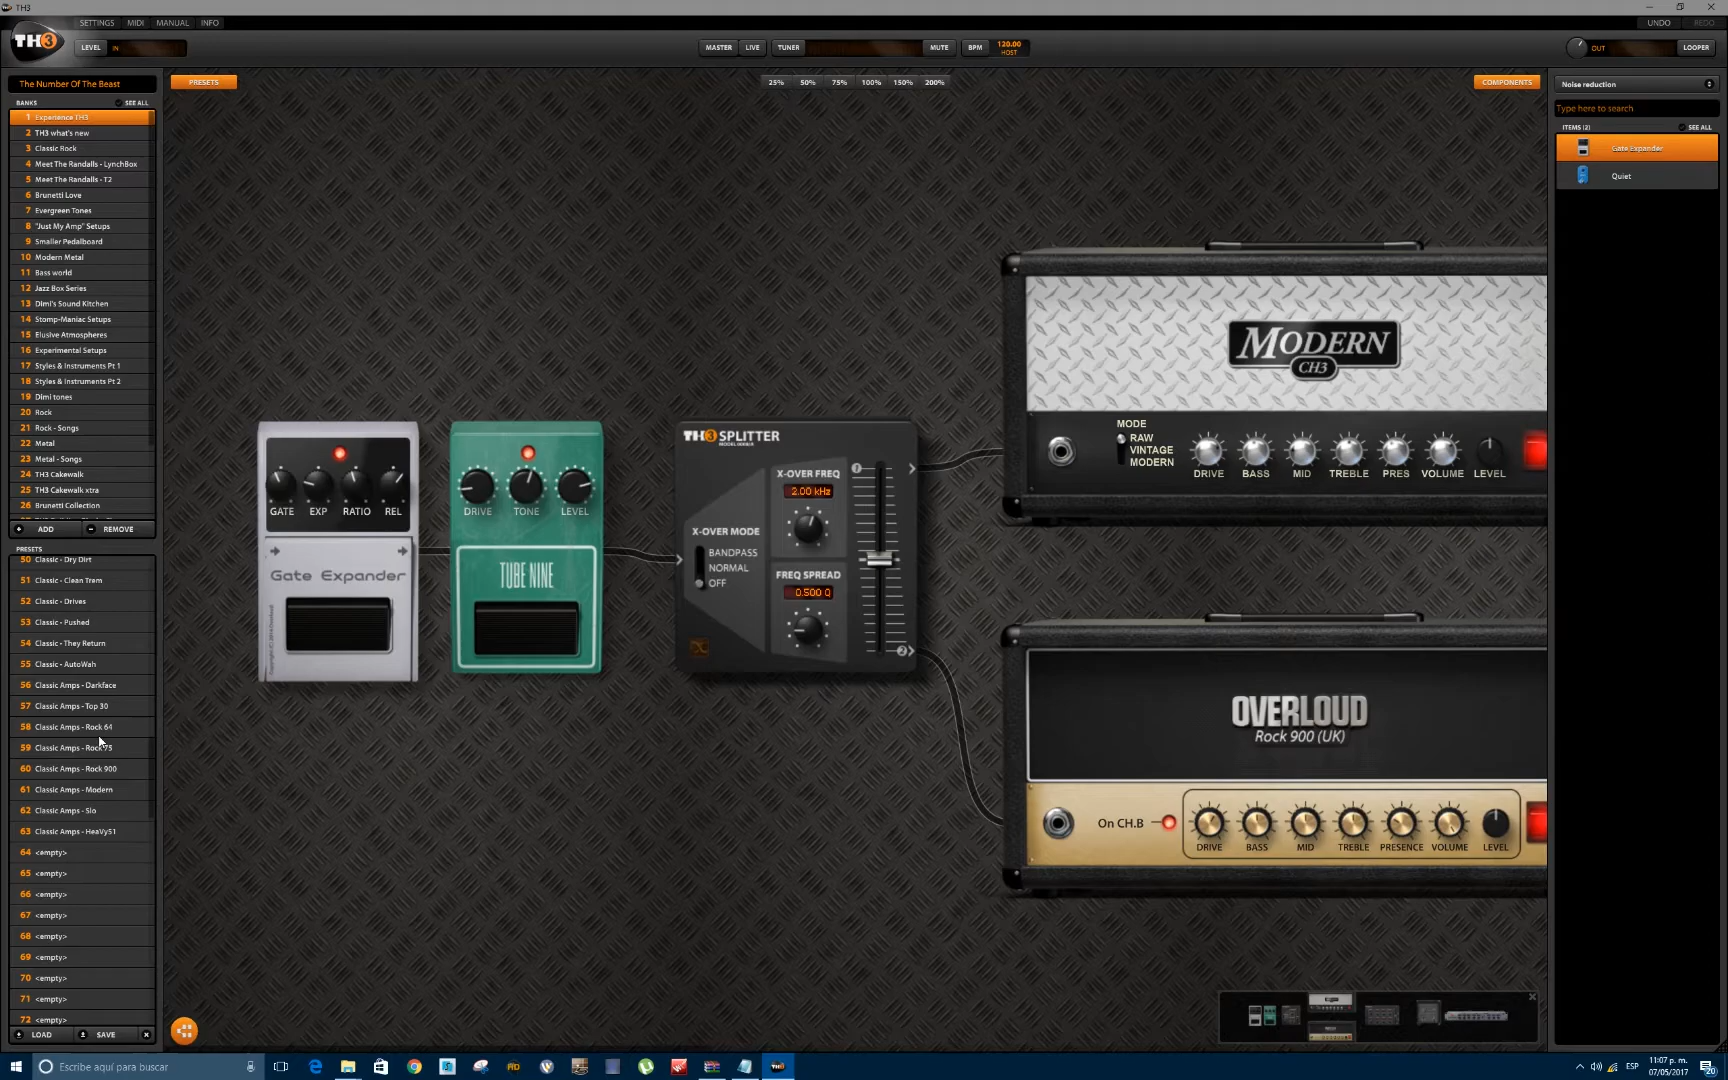 TH3
SETTINGS MIDI MANUAL INFO UNDO REDO
TH3 LEVEL IN MASTER LIVE TUNER MUTE BPM 120.00 HOST OUT LOOPER
The Number Of The Beast PRESETS 25% 50% 75% 100% 150% 200% COMPONENTS Noise reduction
BANKS SEE ALL
1 Experience TH3
2 TH3 what's new
3 Classic Rock
4 Meet The Randalls - LynchBox
5 Meet The Randalls - T2
6 Brunetti Love
7 Evergreen Tones
8 "Just My Amp" Setups
9 Smaller Pedalboard
10 Modern Metal
11 Bass world
12 Jazz Box Series
13 Dimi's Sound Kitchen
14 Stomp-Maniac Setups
15 Elusive Atmospheres
16 Experimental Setups
17 Styles & Instruments Pt 1
18 Styles & Instruments Pt 2
19 Dimi tones
20 Rock
21 Rock - Songs
22 Metal
23 Metal - Songs
24 TH3 Cakewalk
25 TH3 Cakewalk xtra
26 Brunetti Collection
ADD REMOVE
PRESETS
50 Classic - Dry Dirt
51 Classic - Clean Trem
52 Classic - Drives
53 Classic - Pushed
54 Classic - They Return
55 Classic - AutoWah
56 Classic Amps - Darkface
57 Classic Amps - Top 30
58 Classic Amps - Rock 64
59 Classic Amps - Rock 75
60 Classic Amps - Rock 900
61 Classic Amps - Modern
62 Classic Amps - Slo
63 Classic Amps - HeaVy51
64 <empty>
65 <empty>
66 <empty>
67 <empty>
68 <empty>
69 <empty>
70 <empty>
71 <empty>
72 <empty>
LOAD SAVE
GATE EXP RATIO REL
Gate Expander
DRIVE TONE LEVEL
TUBE NINE
TH3 SPLITTER
X-OVER FREQ
2.00 kHz
X-OVER MODE
BANDPASS
NORMAL
OFF
FREQ SPREAD
0.500 Q
1
2
MODERN
CH3
MODE
RAW
VINTAGE
MODERN
DRIVE BASS MID TREBLE PRES VOLUME LEVEL
OVERLOUD
Rock 900 (UK)
On CH.B
DRIVE BASS MID TREBLE PRESENCE VOLUME LEVEL
Type here to search
ITEMS (2) SEE ALL
Gate Expander
Quiet
Escribe aquí para buscar
ESP
11:07 p. m.
07/05/2017
20